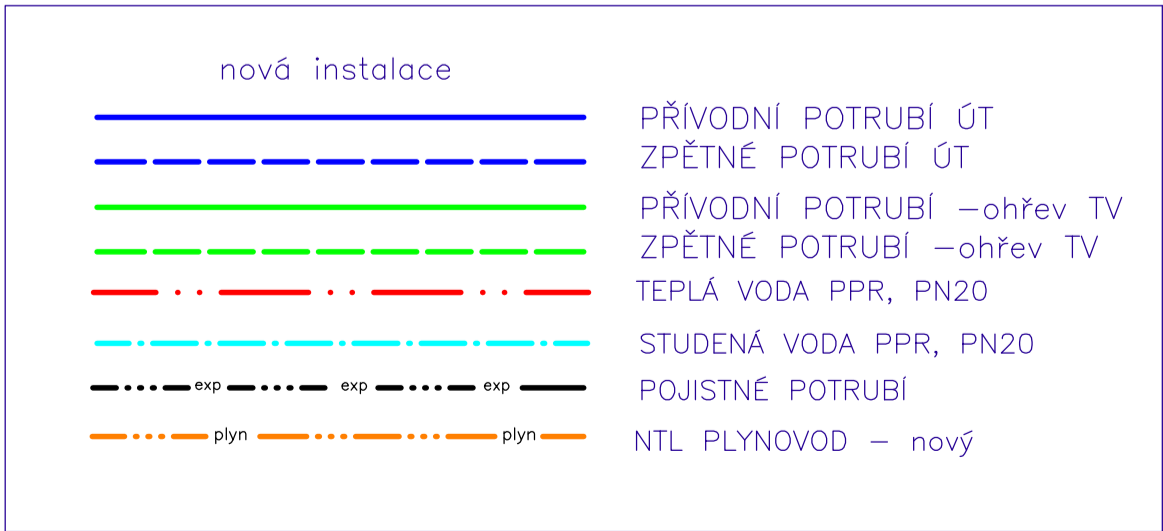 nová instalace
PŘÍVODNÍ POTRUBÍ ÚT
ZPĚTNÉ POTRUBÍ ÚT
PŘÍVODNÍ POTRUBÍ –ohřev TV
ZPĚTNÉ POTRUBÍ –ohřev TV
TEPLÁ VODA PPR, PN20
STUDENÁ VODA PPR, PN20
exp exp exp POJISTNÉ POTRUBÍ
plyn plyn NTL PLYNOVOD – nový